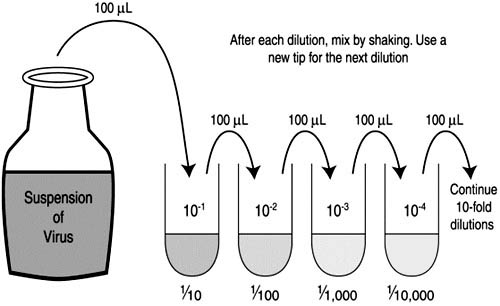 100 µL
After each dilution, mix by shaking. Use a
new tip for the next dilution
100 µL
100 µL
100 µL
100 µL
Suspension
of
Virus
10⁻¹
10⁻²
10⁻³
10⁻⁴
Continue
10-fold
dilutions
1/10
1/100
1/1,000
1/10,000